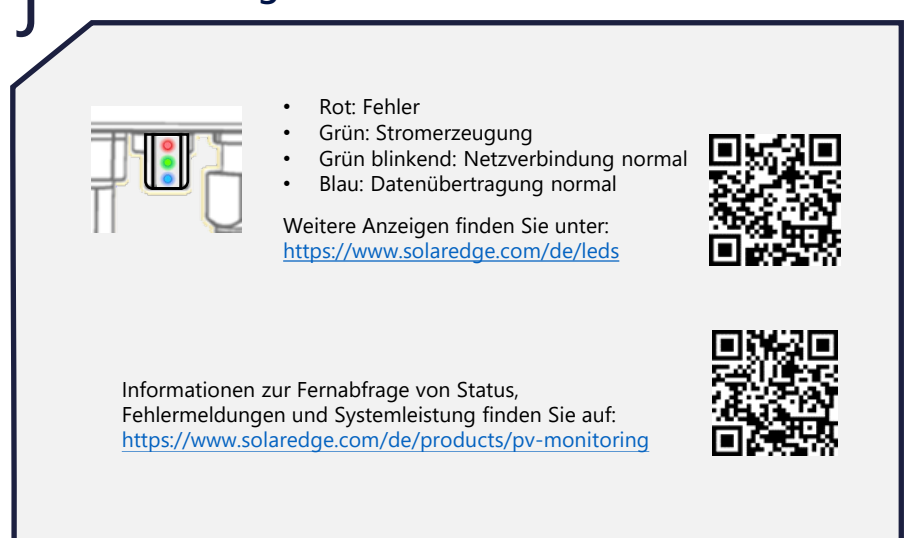 • Rot: Fehler
• Grün: Stromerzeugung
• Grün blinkend: Netzverbindung normal
• Blau: Datenübertragung normal
Weitere Anzeigen finden Sie unter:
https://www.solaredge.com/de/leds
Informationen zur Fernabfrage von Status,
Fehlermeldungen und Systemleistung finden Sie auf:
https://www.solaredge.com/de/products/pv-monitoring